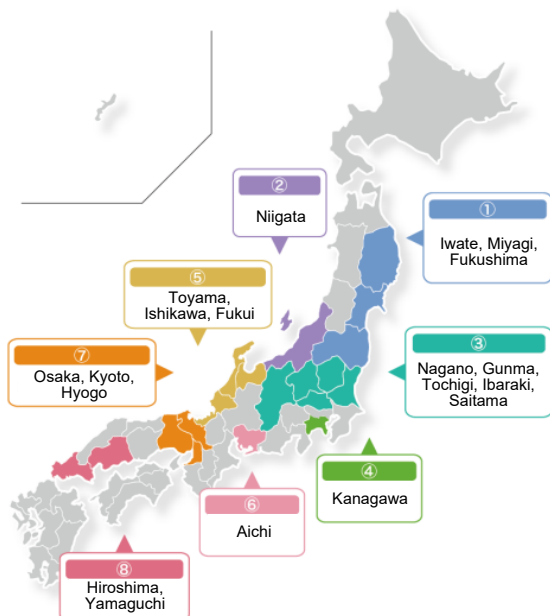 ②
Niigata
①
Iwate, Miyagi,
Fukushima
⑤
Toyama,
Ishikawa, Fukui
⑦
Osaka, Kyoto,
Hyogo
③
Nagano, Gunma,
Tochigi, Ibaraki,
Saitama
④
Kanagawa
⑥
Aichi
⑧
Hiroshima,
Yamaguchi